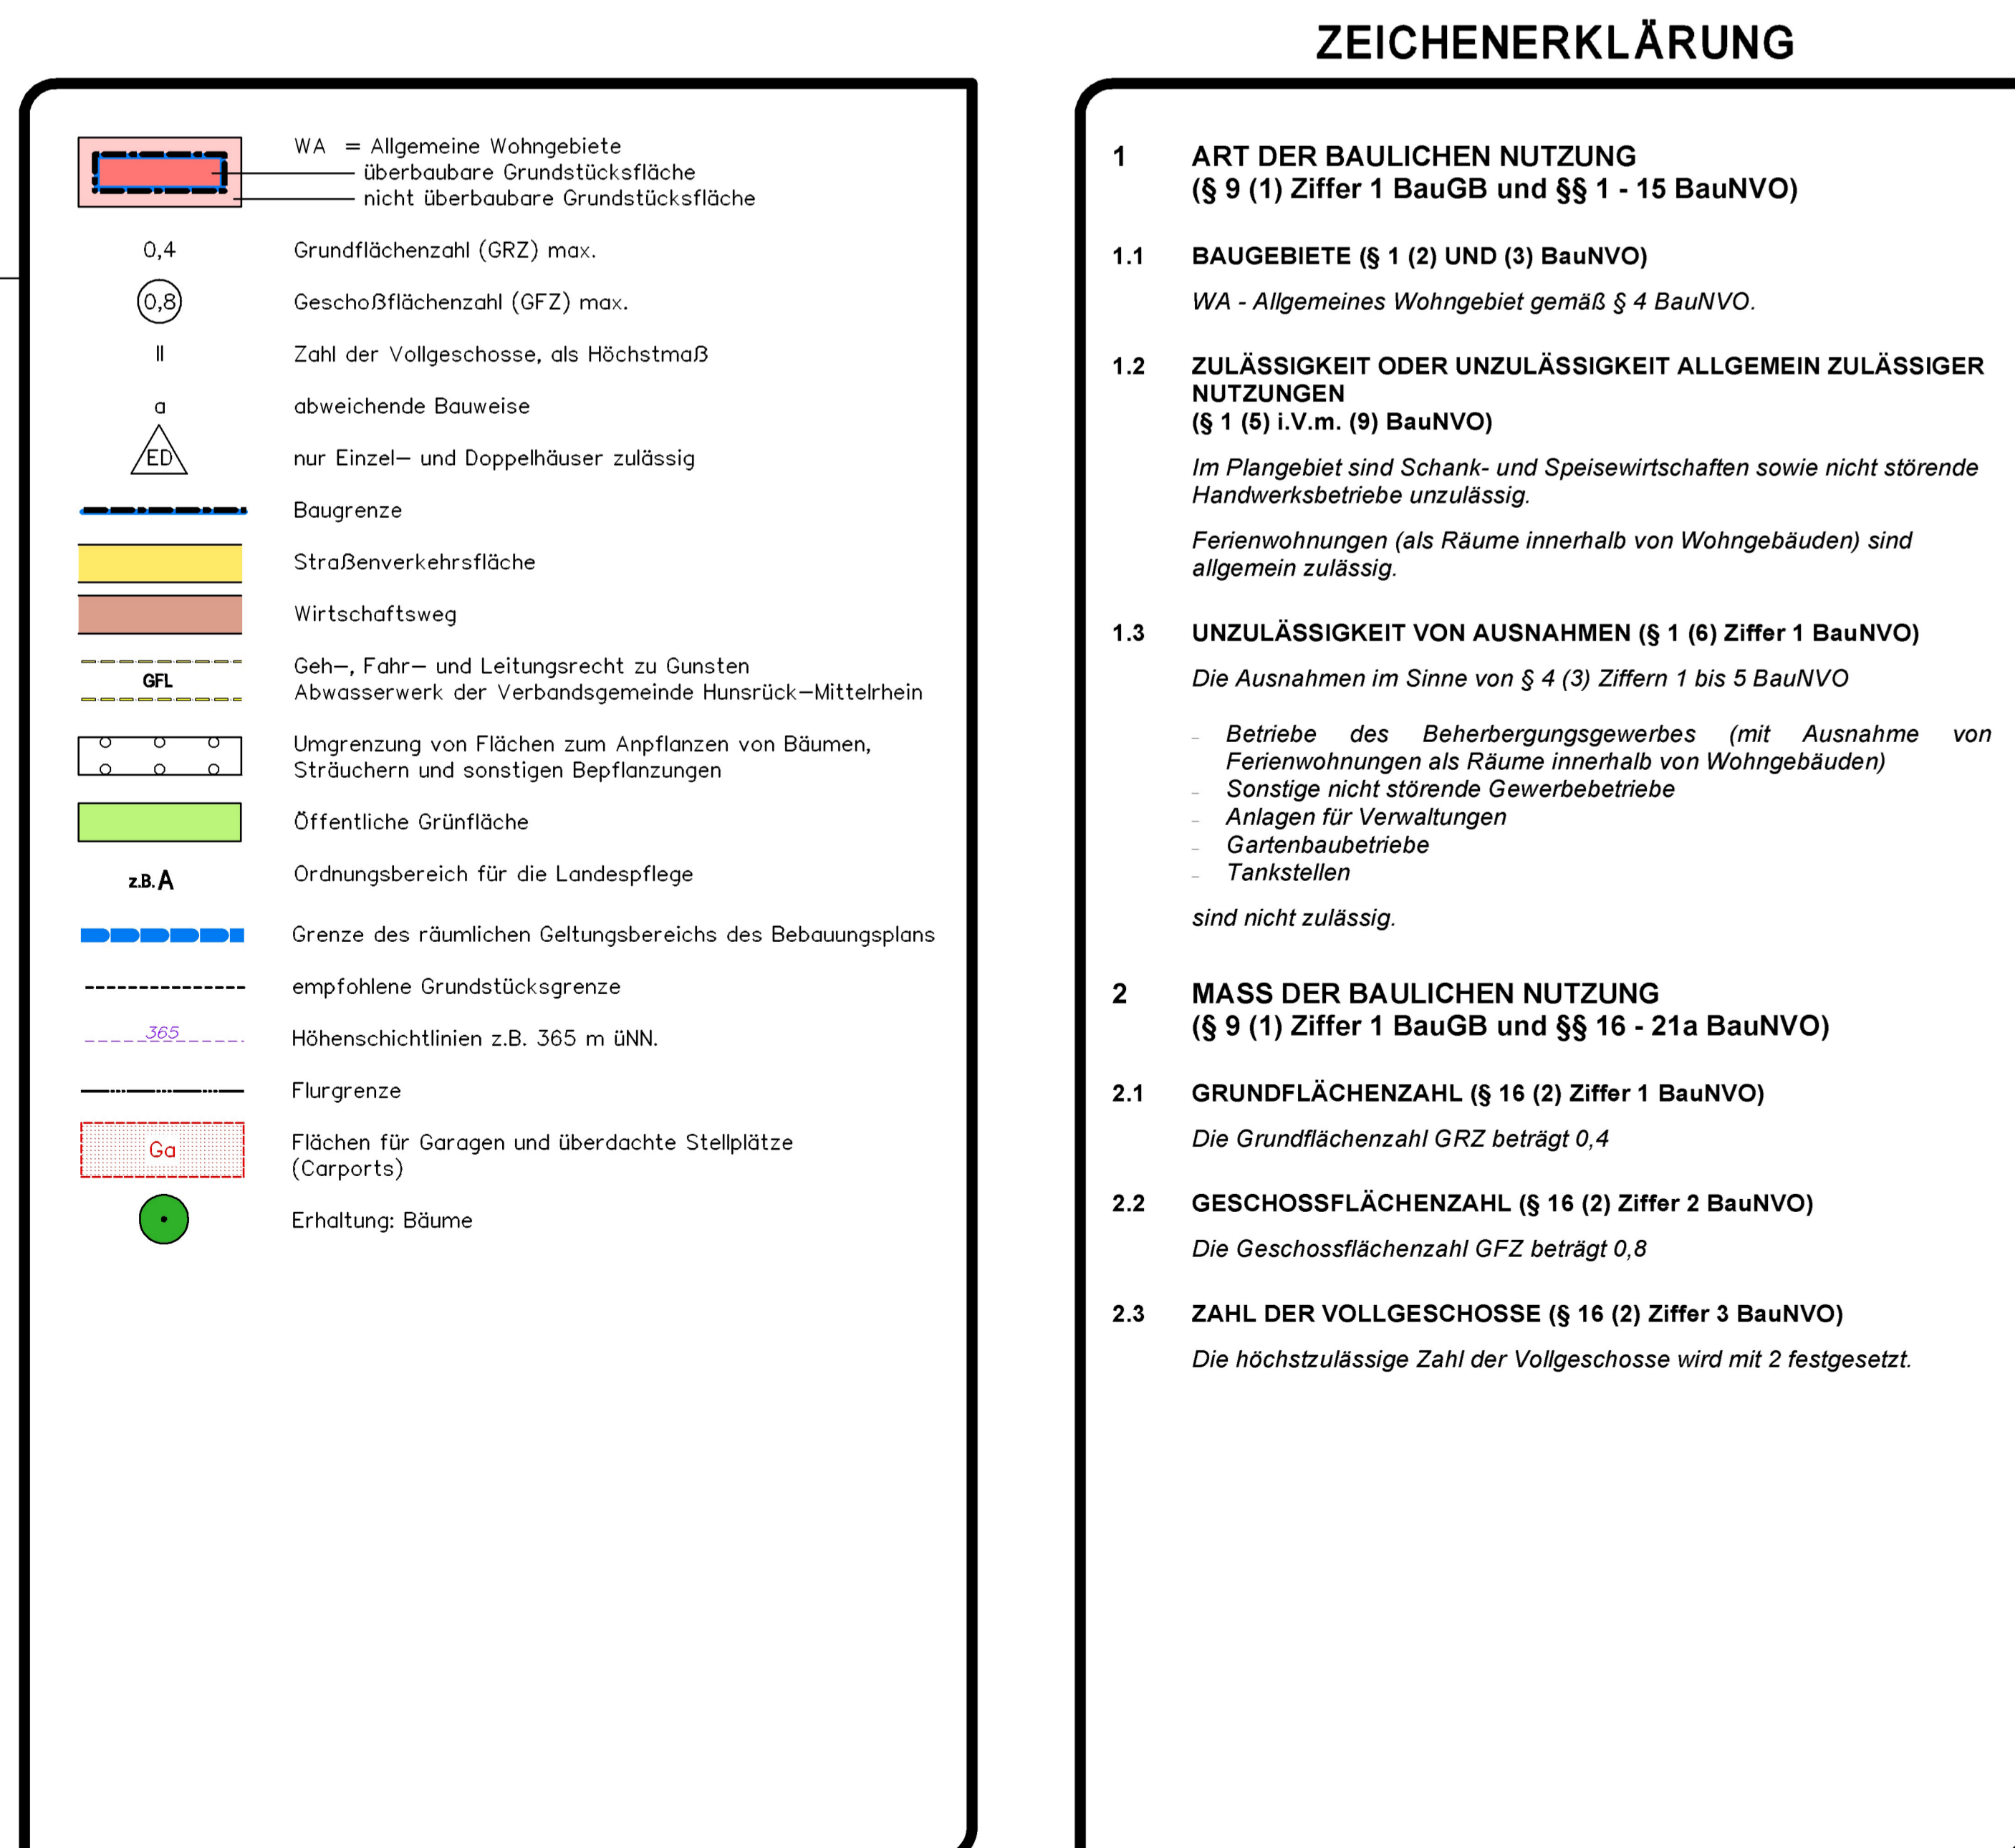 ZEICHENERKLÄRUNG
WA = Allgemeine Wohngebiete
überbaubare Grundstücksfläche
nicht überbaubare Grundstücksfläche
0,4 Grundflächenzahl (GRZ) max.
0,8 Geschoßflächenzahl (GFZ) max.
II Zahl der Vollgeschosse, als Höchstmaß
a abweichende Bauweise
ED nur Einzel- und Doppelhäuser zulässig
Baugrenze
Straßenverkehrsfläche
Wirtschaftsweg
Geh-, Fahr- und Leitungsrecht zu Gunsten
GFL
Abwasserwerk der Verbandsgemeinde Hunsrück-Mittelrhein
Umgrenzung von Flächen zum Anpflanzen von Bäumen,
Sträuchern und sonstigen Bepflanzungen
Öffentliche Grünfläche
z.B. A Ordnungsbereich für die Landespflege
Grenze des räumlichen Geltungsbereichs des Bebauungsplans
empfohlene Grundstücksgrenze
365 Höhenschichtlinien z.B. 365 m üNN.
Flurgrenze
Ga Flächen für Garagen und überdachte Stellplätze
(Carports)
Erhaltung: Bäume
1 ART DER BAULICHEN NUTZUNG
(§ 9 (1) Ziffer 1 BauGB und §§ 1 - 15 BauNVO)
1.1 BAUGEBIETE (§ 1 (2) UND (3) BauNVO)
WA - Allgemeines Wohngebiet gemäß § 4 BauNVO.
1.2 ZULÄSSIGKEIT ODER UNZULÄSSIGKEIT ALLGEMEIN ZULÄSSIGER
NUTZUNGEN
(§ 1 (5) i.V.m. (9) BauNVO)
Im Plangebiet sind Schank- und Speisewirtschaften sowie nicht störende
Handwerksbetriebe unzulässig.
Ferienwohnungen (als Räume innerhalb von Wohngebäuden) sind
allgemein zulässig.
1.3 UNZULÄSSIGKEIT VON AUSNAHMEN (§ 1 (6) Ziffer 1 BauNVO)
Die Ausnahmen im Sinne von § 4 (3) Ziffern 1 bis 5 BauNVO
- Betriebe des Beherbergungsgewerbes (mit Ausnahme von
Ferienwohnungen als Räume innerhalb von Wohngebäuden)
- Sonstige nicht störende Gewerbebetriebe
- Anlagen für Verwaltungen
- Gartenbaubetriebe
- Tankstellen
sind nicht zulässig.
2 MASS DER BAULICHEN NUTZUNG
(§ 9 (1) Ziffer 1 BauGB und §§ 16 - 21a BauNVO)
2.1 GRUNDFLÄCHENZAHL (§ 16 (2) Ziffer 1 BauNVO)
Die Grundflächenzahl GRZ beträgt 0,4
2.2 GESCHOSSFLÄCHENZAHL (§ 16 (2) Ziffer 2 BauNVO)
Die Geschossflächenzahl GFZ beträgt 0,8
2.3 ZAHL DER VOLLGESCHOSSE (§ 16 (2) Ziffer 3 BauNVO)
Die höchstzulässige Zahl der Vollgeschosse wird mit 2 festgesetzt.